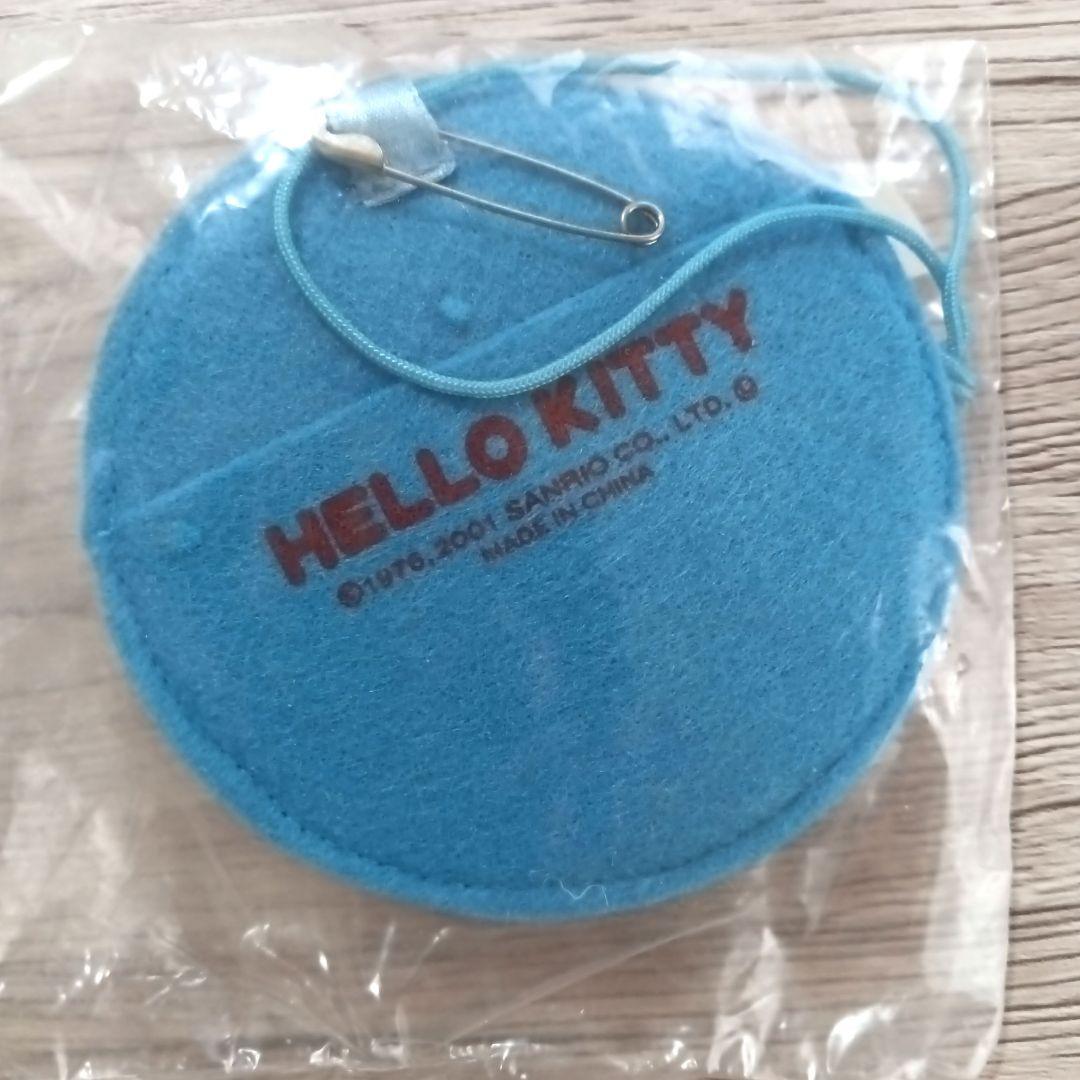 HELLO KITTY
©1976, 2001 SANRIO CO., LTD. Ⓛ
MADE IN CHINA